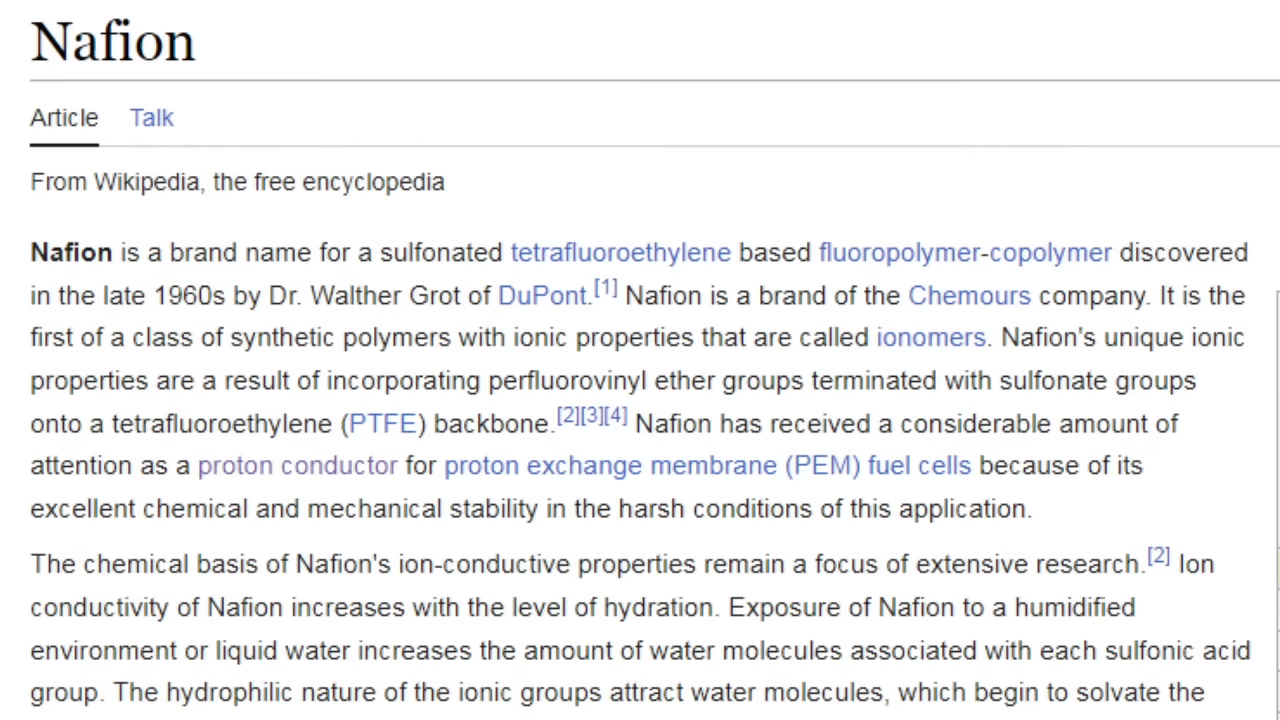 Nafion
Article Talk
From Wikipedia, the free encyclopedia
Nafion is a brand name for a sulfonated tetrafluoroethylene based fluoropolymer-copolymer discovered
in the late 1960s by Dr. Walther Grot of DuPont.[1] Nafion is a brand of the Chemours company. It is the
first of a class of synthetic polymers with ionic properties that are called ionomers. Nafion's unique ionic
properties are a result of incorporating perfluorovinyl ether groups terminated with sulfonate groups
onto a tetrafluoroethylene (PTFE) backbone.[2][3][4] Nafion has received a considerable amount of
attention as a proton conductor for proton exchange membrane (PEM) fuel cells because of its
excellent chemical and mechanical stability in the harsh conditions of this application.
The chemical basis of Nafion's ion-conductive properties remain a focus of extensive research.[2] Ion
conductivity of Nafion increases with the level of hydration. Exposure of Nafion to a humidified
environment or liquid water increases the amount of water molecules associated with each sulfonic acid
group. The hydrophilic nature of the ionic groups attract water molecules, which begin to solvate the